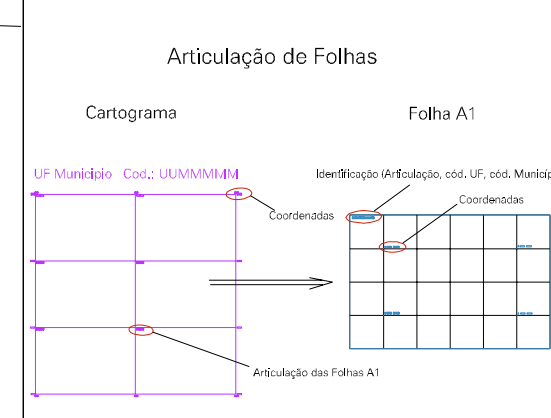 Articulação de Folhas
Cartograma
Folha A1
UF Municipio Cod.: UUMMMMM
Identificação (Articulação, cód. UF, cód. Municíp
Coordenadas
Coordenadas
Articulação das Folhas A1